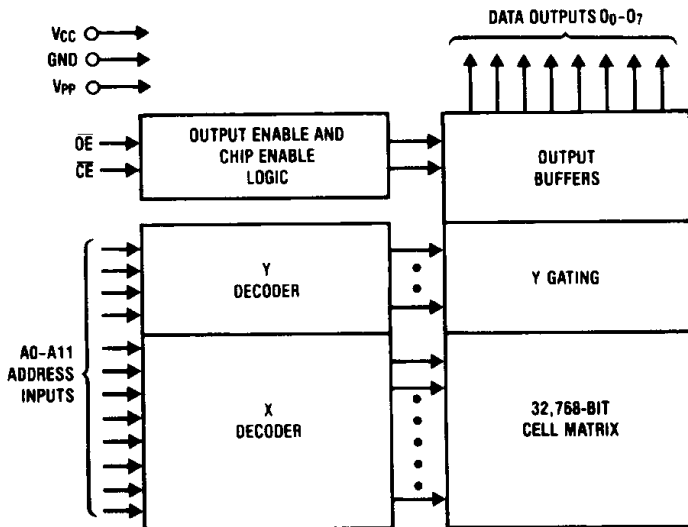 DATA OUTPUTS O0-O7
VCC
GND
VPP
OE
CE
OUTPUT ENABLE AND
CHIP ENABLE
LOGIC
OUTPUT
BUFFERS
Y
DECODER
Y GATING
A0-A11
ADDRESS
INPUTS
X
DECODER
32,768-BIT
CELL MATRIX